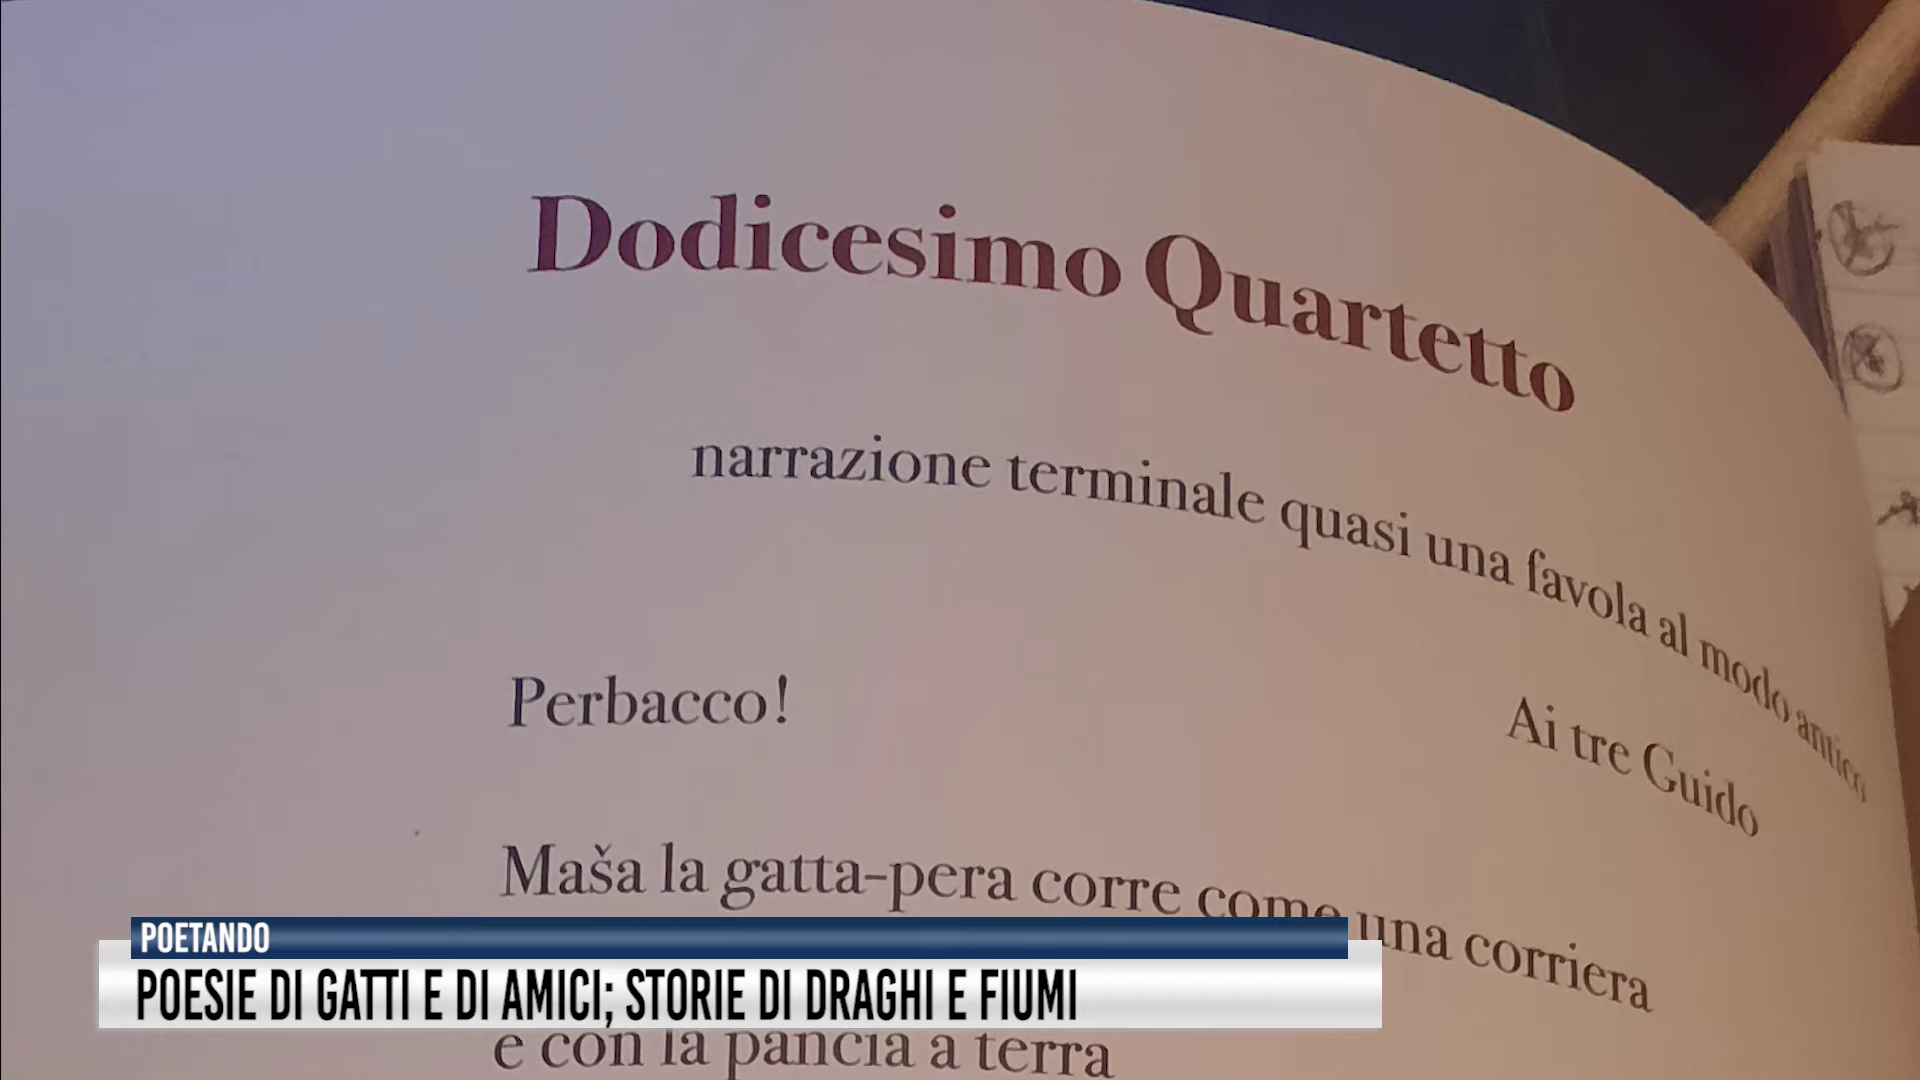 Dodicesimo Quartetto
narrazione terminale quasi una favola al modo antico
Ai tre Guido
Perbacco!
Maša la gatta-pera corre come una corriera
POETANDO
POESIE DI GATTI E DI AMICI; STORIE DI DRAGHI E FIUMI
e con la pancia a terra